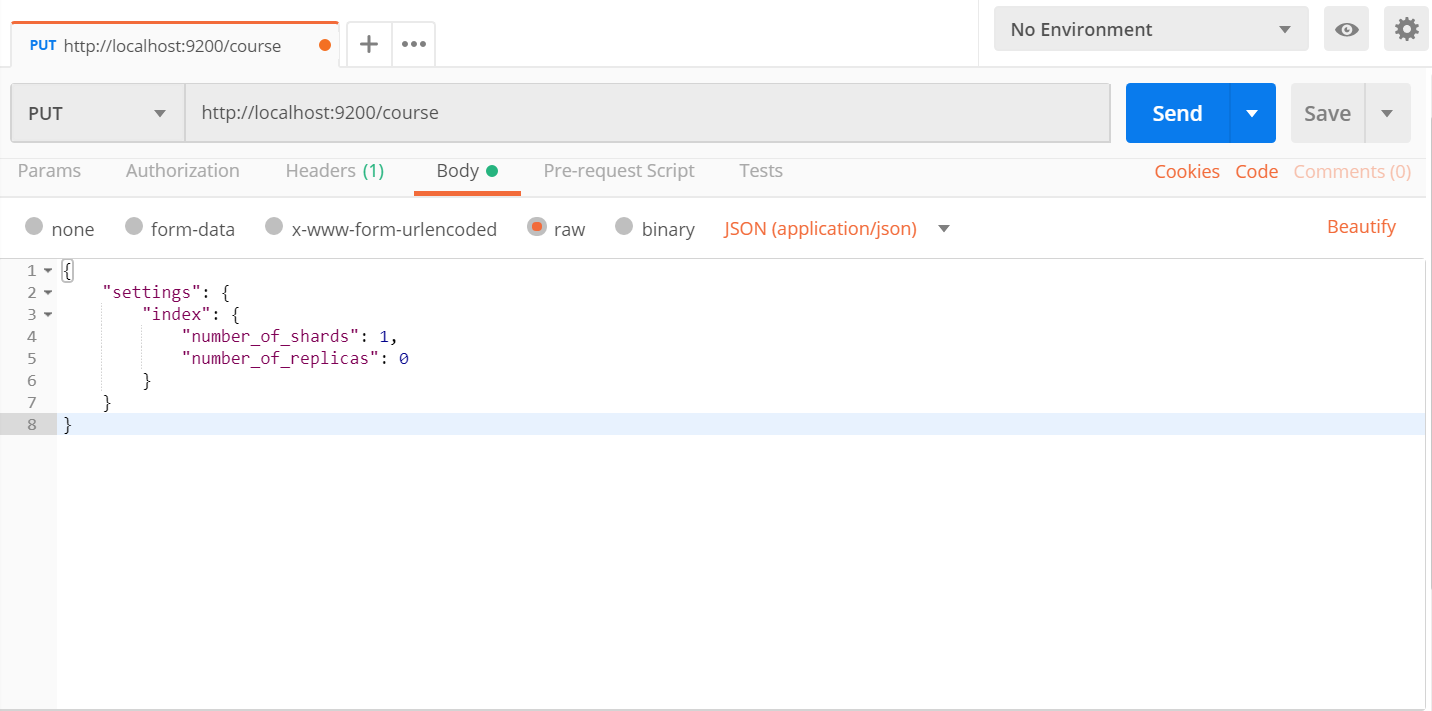 PUT http://localhost:9200/course
No Environment
PUT http://localhost:9200/course Send Save
Params Authorization Headers (1) Body Pre-request Script Tests Cookies Code Comments (0)
none form-data x-www-form-urlencoded raw binary JSON (application/json) Beautify
1 {
2 "settings": {
3 "index": {
4 "number_of_shards": 1,
5 "number_of_replicas": 0
6 }
7 }
8 }